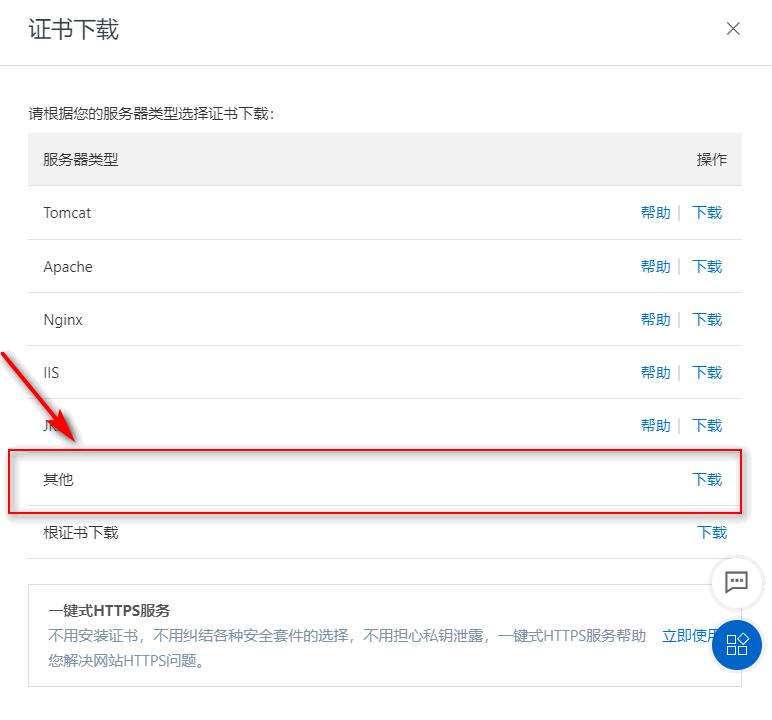 证书下载
请根据您的服务器类型选择证书下载：
服务器类型 操作
Tomcat 帮助 下载
Apache 帮助 下载
Nginx 帮助 下载
IIS 帮助 下载
帮助 下载
其他 下载
根证书下载 下载
一键式HTTPS服务
不用安装证书，不用纠结各种安全套件的选择，不用担心私钥泄露，一键式HTTPS服务帮助 立即使用
您解决网站HTTPS问题。